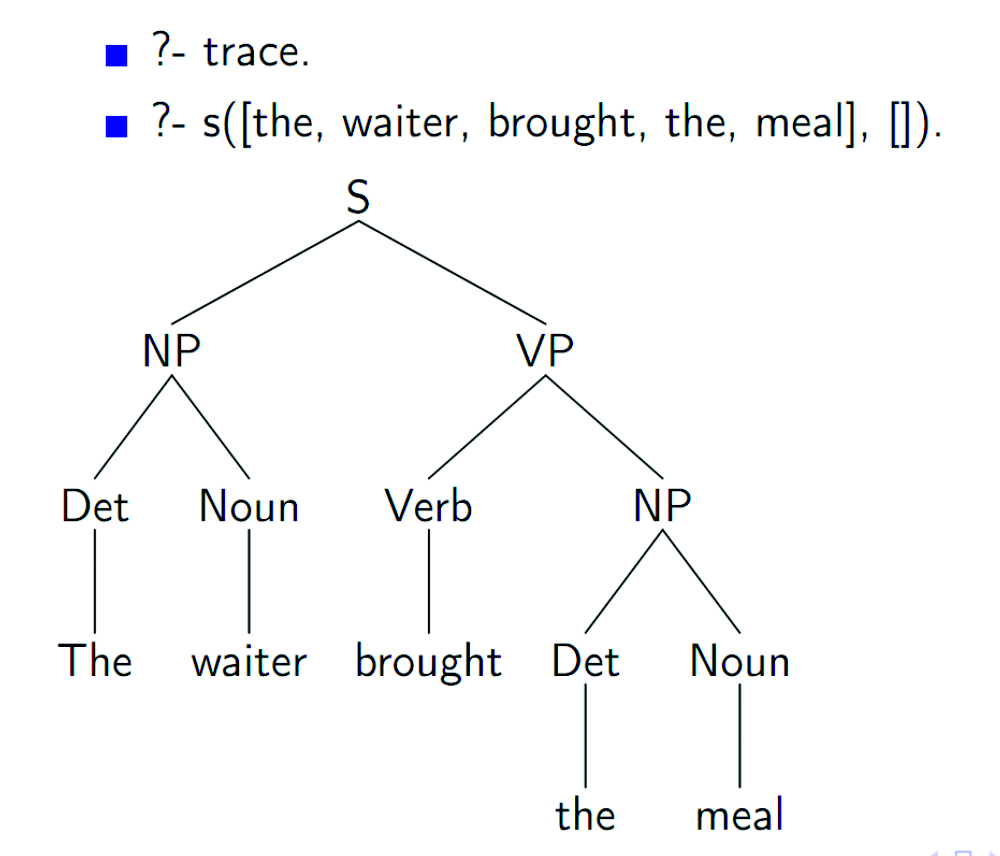 ?- trace.
?- s([the, waiter, brought, the, meal], []).
S
NP VP
Det Noun Verb NP
The waiter brought Det Noun
the meal